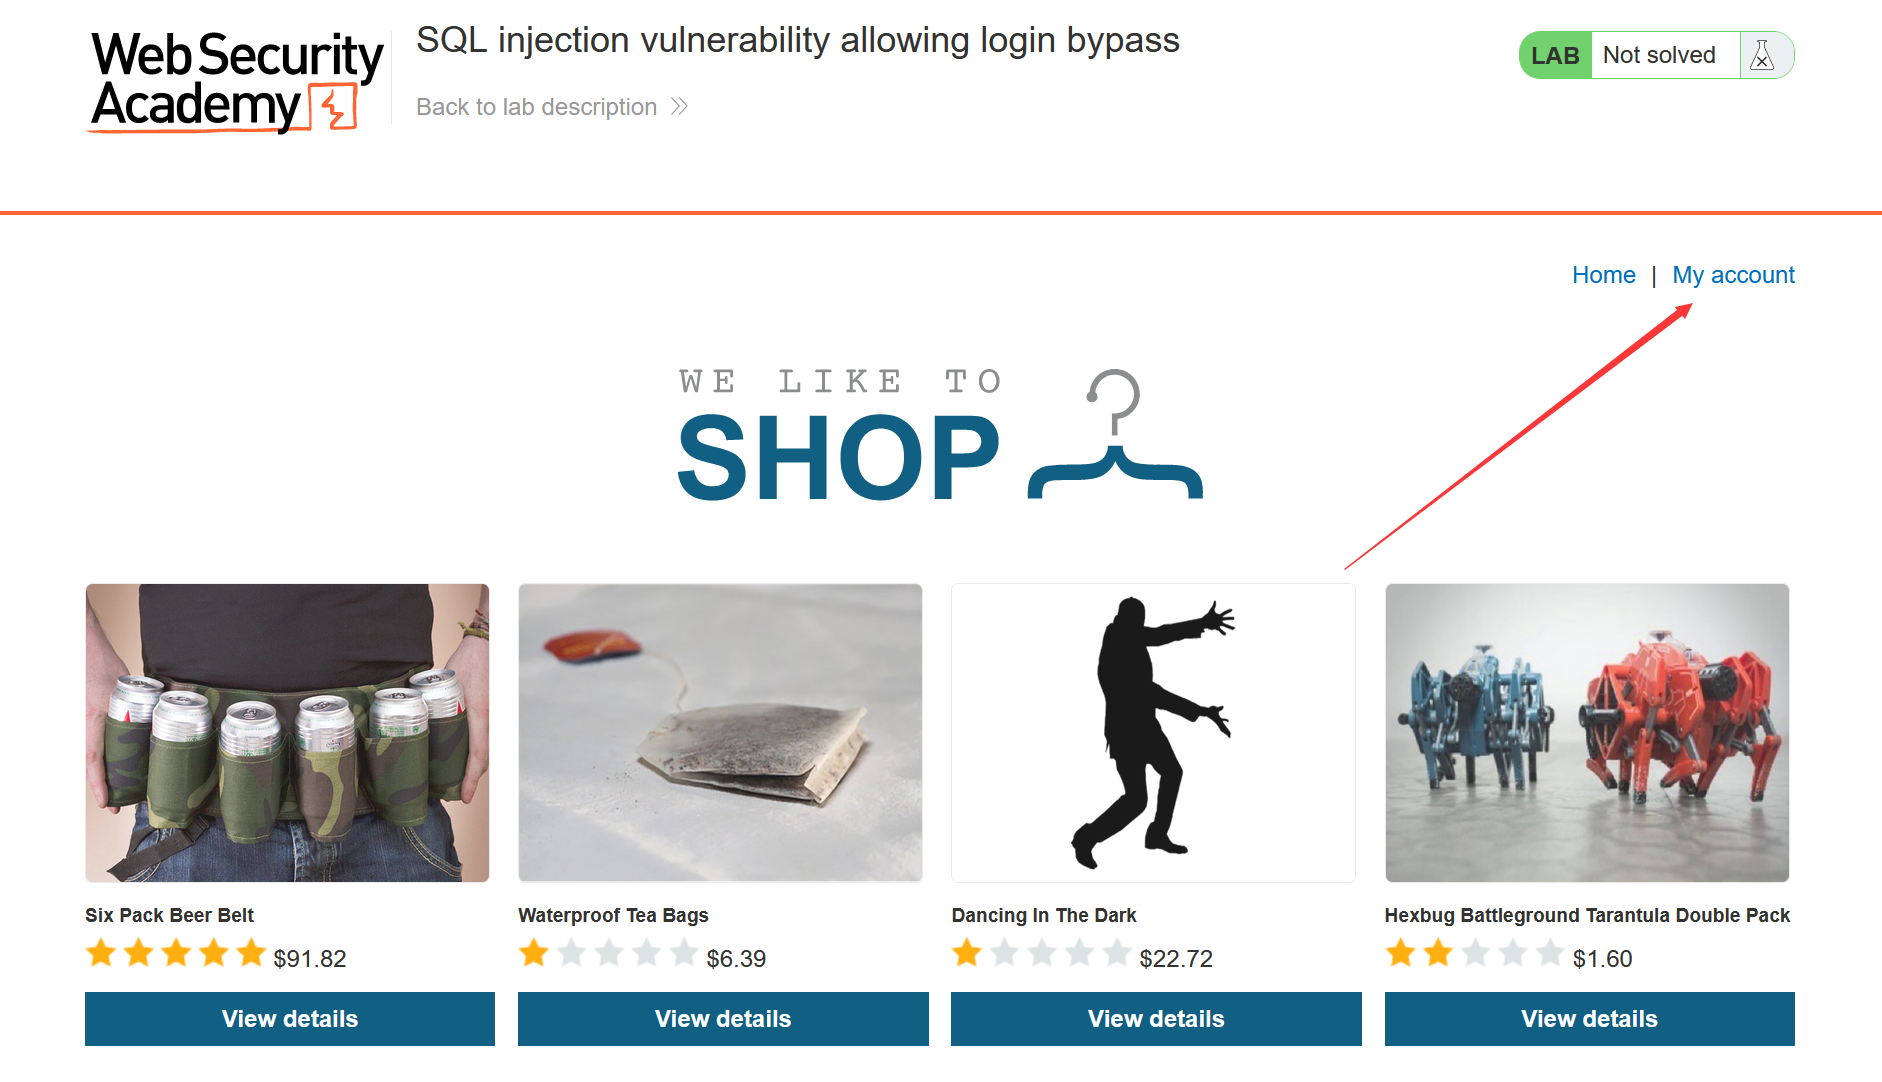 Web Security
Academy
SQL injection vulnerability allowing login bypass
Back to lab description
LAB Not solved
Home | My account
WE LIKE TO
SHOP
Six Pack Beer Belt
$91.82
View details
Waterproof Tea Bags
$6.39
View details
Dancing In The Dark
$22.72
View details
Hexbug Battleground Tarantula Double Pack
$1.60
View details